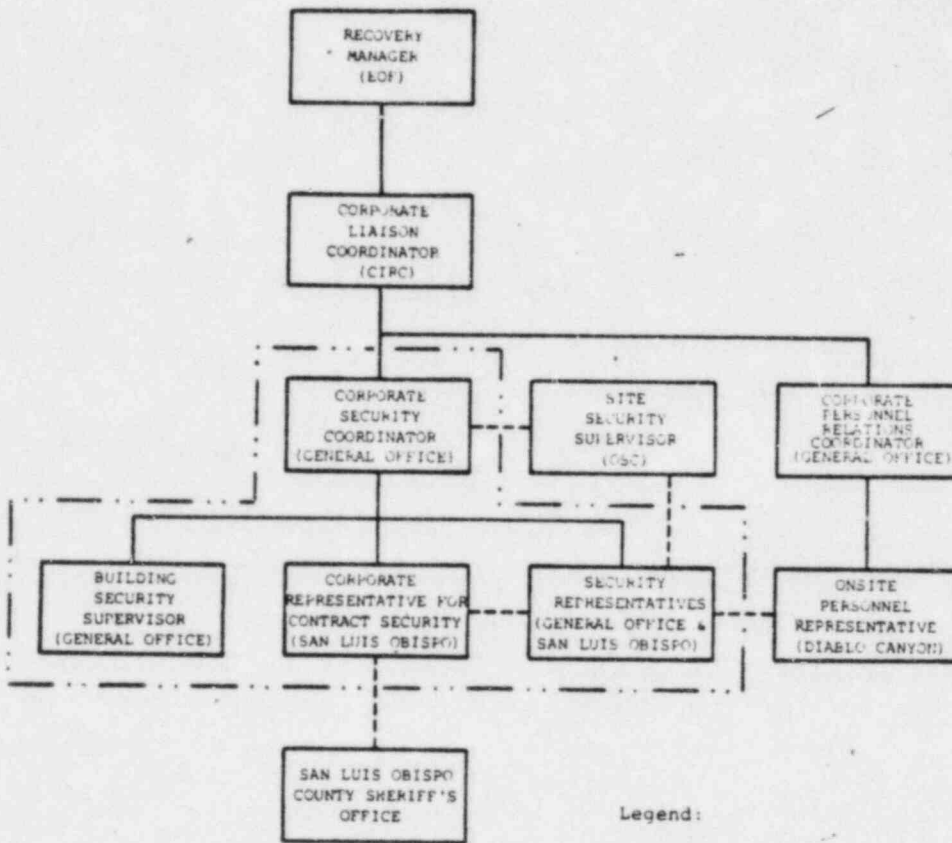 RECOVERY
MANAGER
(EOF)
CORPORATE
LIAISON
COORDINATOR
(CIRC)
CORPORATE
SECURITY
COORDINATOR
(GENERAL OFFICE)
SITE
SECURITY
SUPERVISOR
(OSC)
CORPORATE
PERSONNEL
RELATIONS
COORDINATOR
(GENERAL OFFICE)
BUILDING
SECURITY
SUPERVISOR
(GENERAL OFFICE)
CORPORATE
REPRESENTATIVE FOR
CONTRACT SECURITY
(SAN LUIS OBISPO)
SECURITY
REPRESENTATIVES
(GENERAL OFFICE &
SAN LUIS OBISPO)
ONSITE
PERSONNEL
REPRESENTATIVE
(DIABLO CANYON)
SAN LUIS OBISPO
COUNTY SHERIFF'S
OFFICE
Legend: